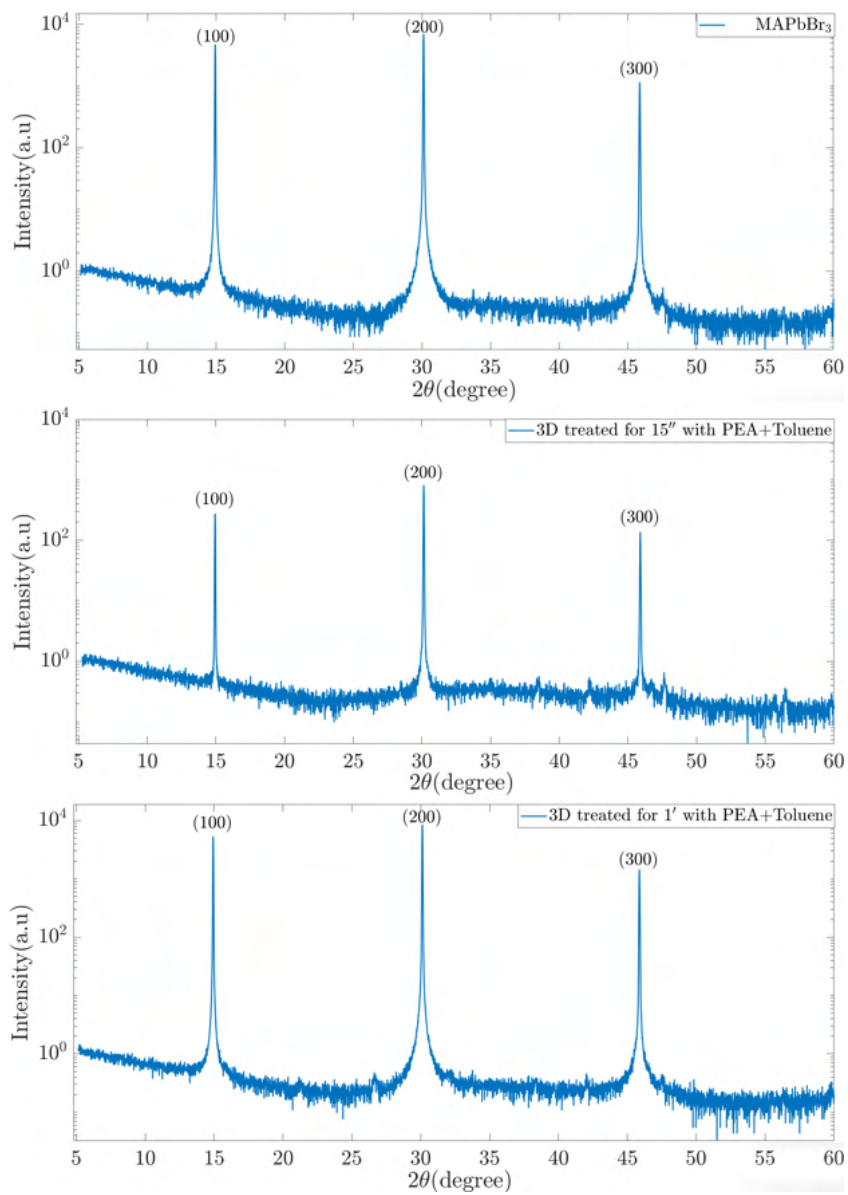 (100)
(200)
(300)
MAPbBr₃
10⁴
10²
10⁰
Intensity(a.u)
5 10 15 20 25 30 35 40 45 50 55 60
2θ(degree)
(100)
(200)
(300)
3D treated for 15″ with PEA+Toluene
10⁴
10²
10⁰
Intensity(a.u)
5 10 15 20 25 30 35 40 45 50 55 60
2θ(degree)
(100)
(200)
(300)
3D treated for 1′ with PEA+Toluene
10⁴
10²
10⁰
Intensity(a.u)
5 10 15 20 25 30 35 40 45 50 55 60
2θ(degree)